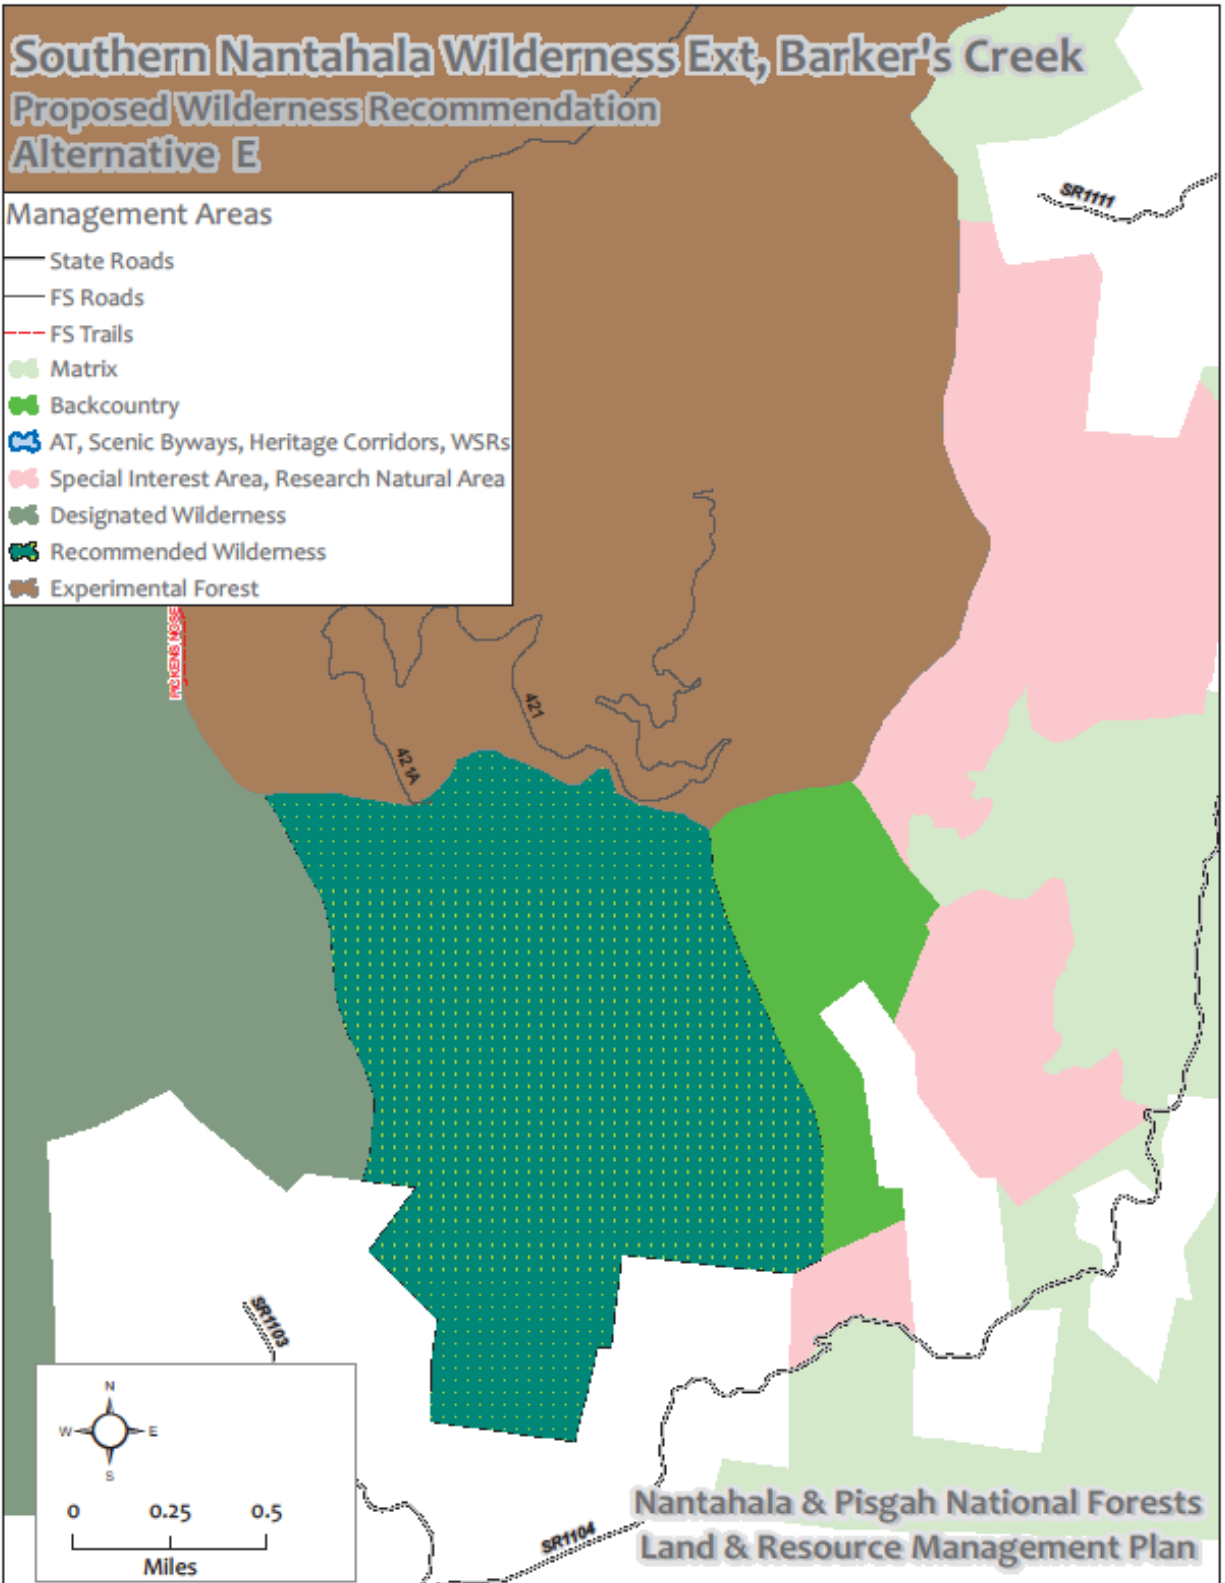 Southern Nantahala Wilderness Ext, Barker's Creek
Proposed Wilderness Recommendation
Alternative E
Management Areas
State Roads
FS Roads
FS Trails
Matrix
Backcountry
AT, Scenic Byways, Heritage Corridors, WSRs
Special Interest Area, Research Natural Area
Designated Wilderness
Recommended Wilderness
Experimental Forest
SR1111
PICKENS NOSE
421
421A
SR1103
N
W E
S
0 0.25 0.5
Miles
SR1104
Nantahala & Pisgah National Forests
Land & Resource Management Plan